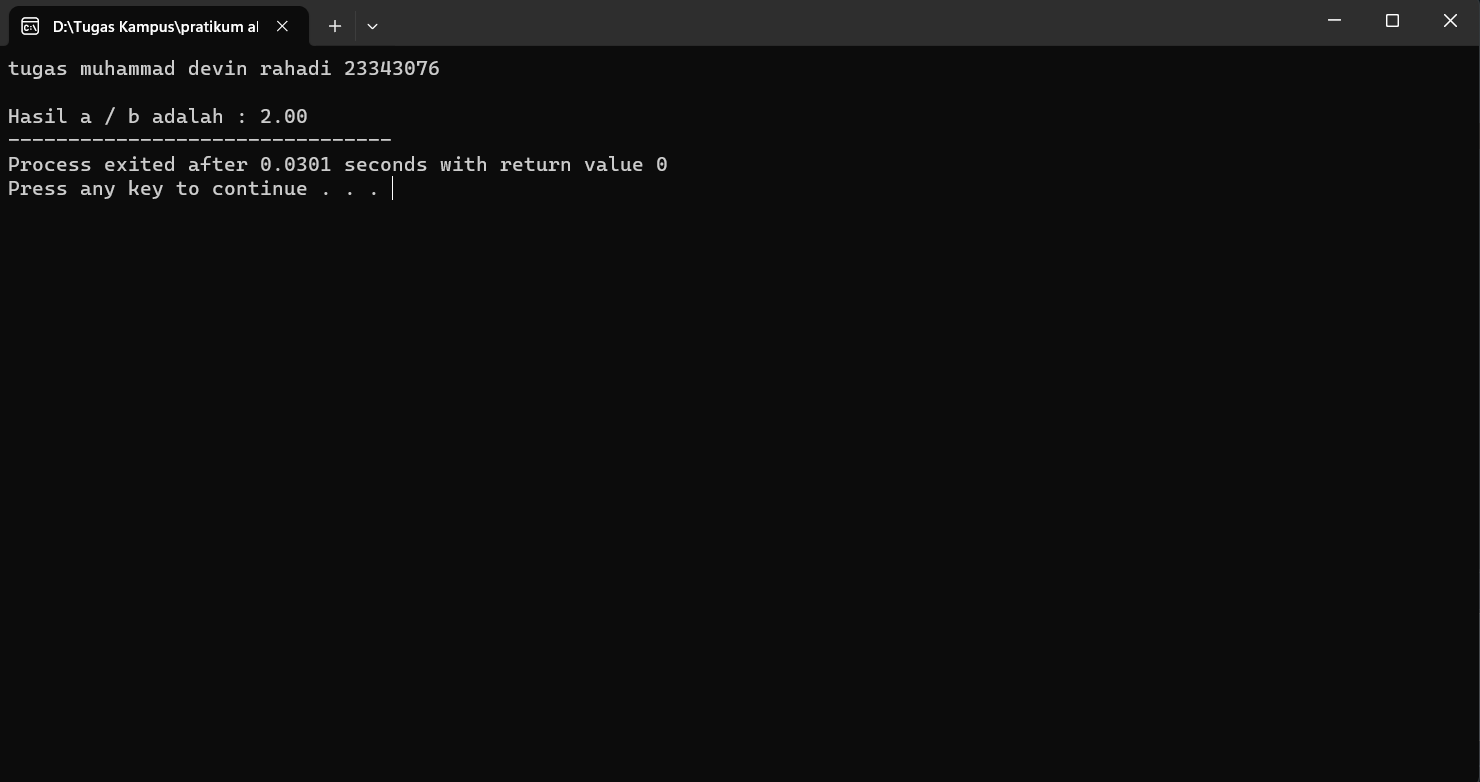 D:\Tugas Kampus\pratikum al
tugas muhammad devin rahadi 23343076
Hasil a / b adalah : 2.00
--------------------------------
Process exited after 0.0301 seconds with return value 0
Press any key to continue . . .